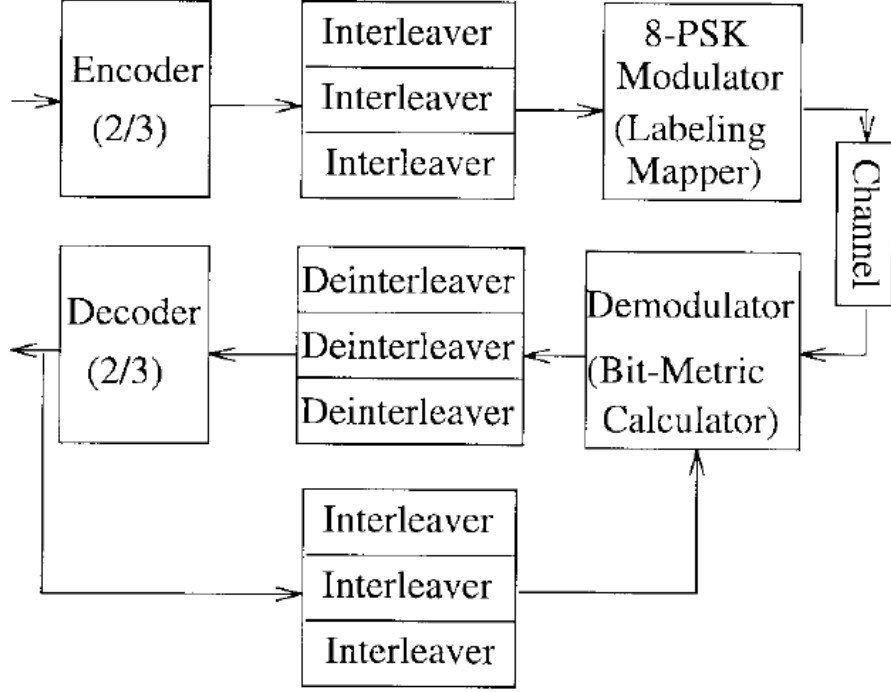 Encoder
(2/3)
Interleaver
Interleaver
Interleaver
8-PSK
Modulator
(Labeling
Mapper)
Channel
Decoder
(2/3)
Deinterleaver
Deinterleaver
Deinterleaver
Demodulator
(Bit-Metric
Calculator)
Interleaver
Interleaver
Interleaver